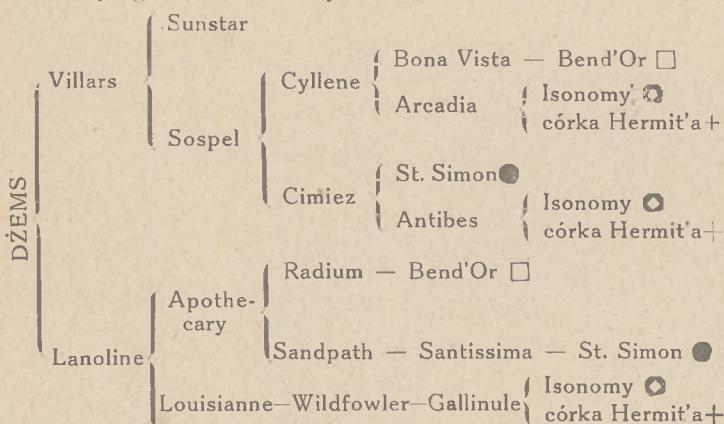 Sunstar
Villars
Bona Vista — Bend'Or □
Cyllene
Arcadia
Isonomy
córka Hermit'a+
Sospel
St. Simon ●
Cimiez
Antibes
Isonomy
córka Hermit'a+
DŻEMS
Radium — Bend'Or □
Apothe-
cary
Lanoline
Sandpath — Santissima — St. Simon ●
Louisianne—Wildfowler—Gallinule
Isonomy
córka Hermit'a+